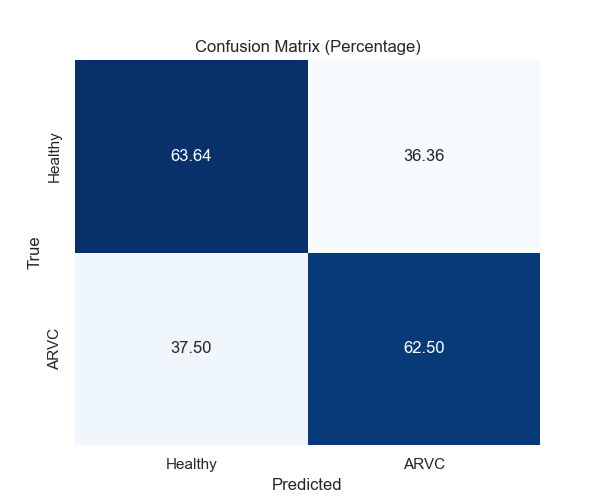 Confusion Matrix (Percentage)
True
Healthy
63.64
36.36
ARVC
37.50
62.50
Healthy
ARVC
Predicted